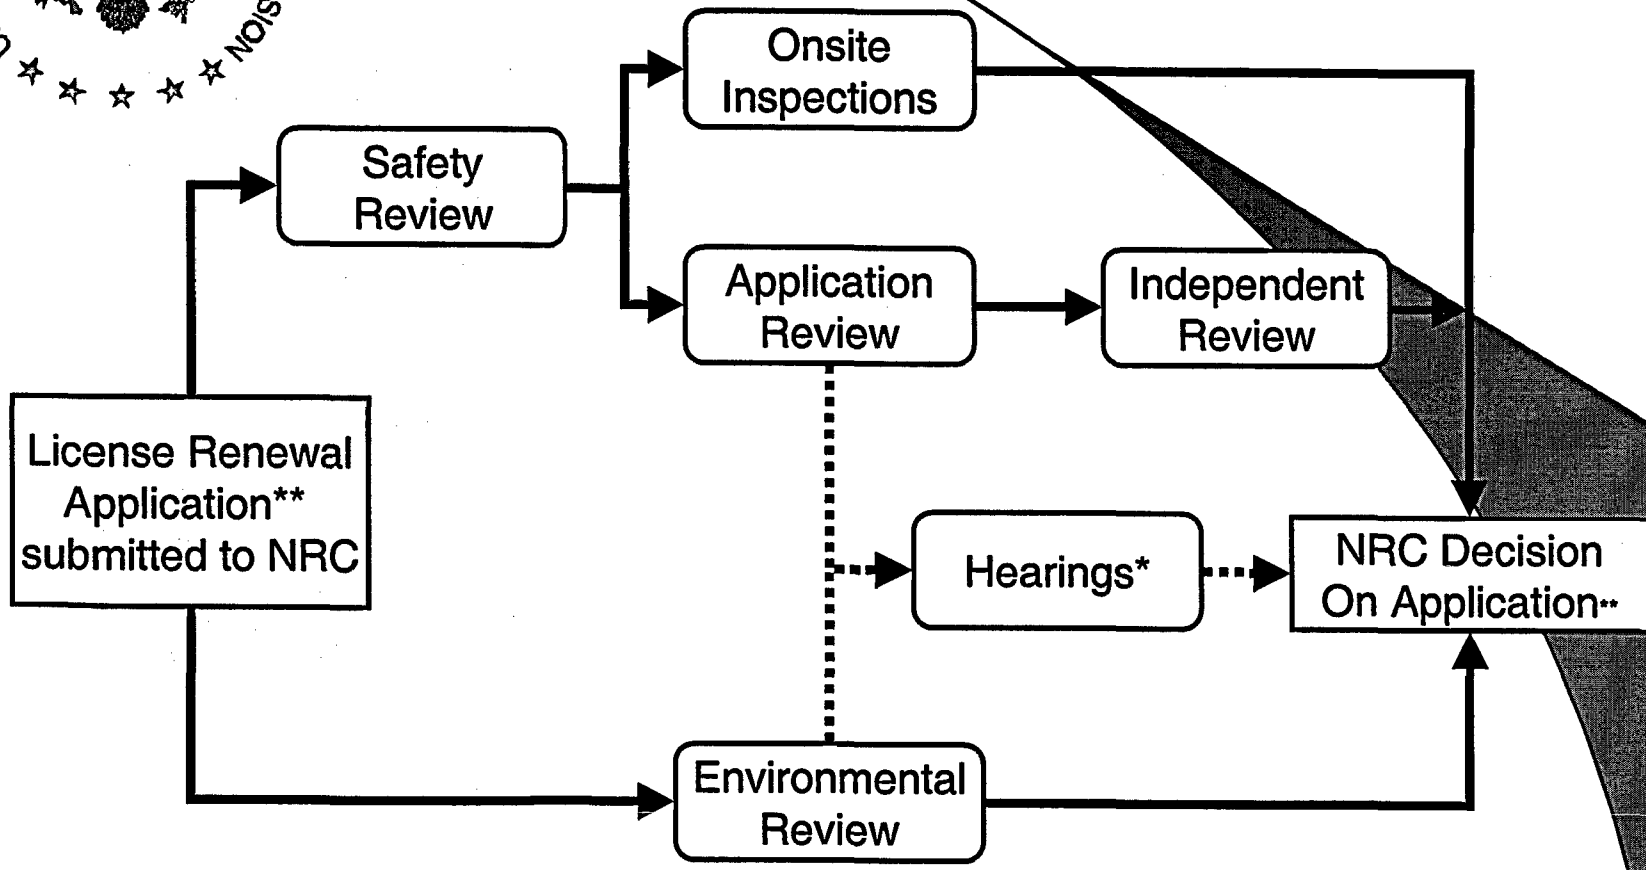 SION
Onsite
Inspections
Safety
Review
Application
Review
Independent
Review
License Renewal
Application**
submitted to NRC
Hearings*
NRC Decision
On Application**
Environmental
Review